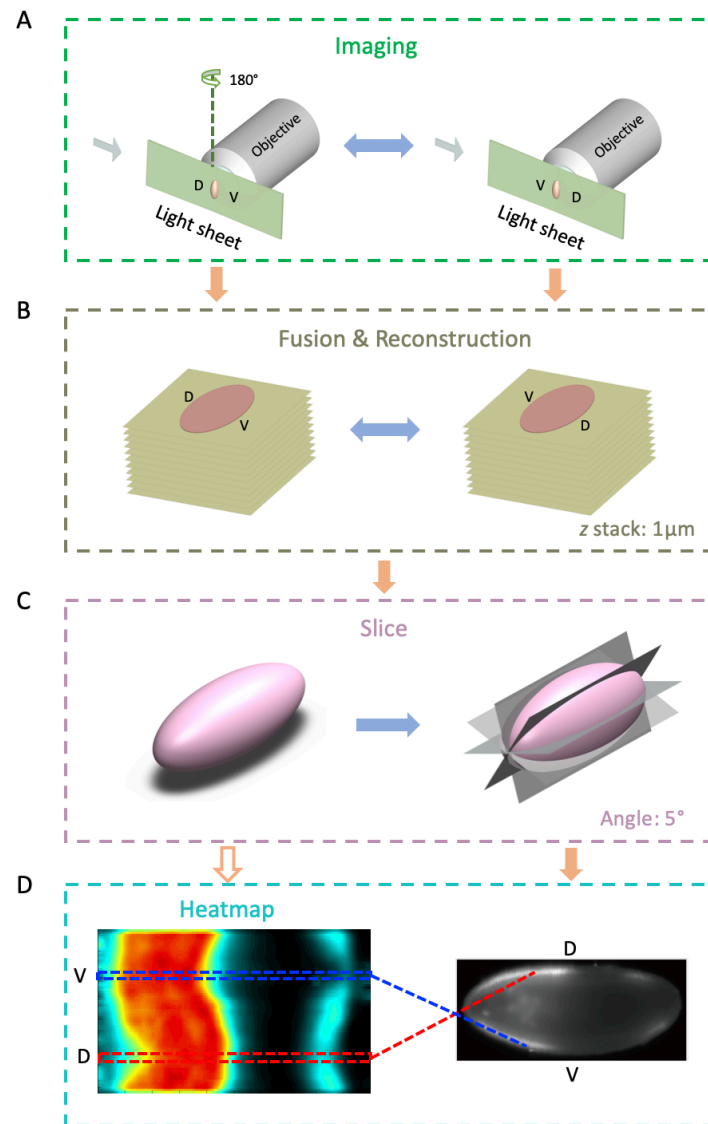 A
Imaging
180°
Objective
D
V
Light sheet
Objective
V
D
Light sheet
B
Fusion & Reconstruction
D
V
V
D
z stack: 1μm
C
Slice
Angle: 5°
D
Heatmap
V
D
D
V